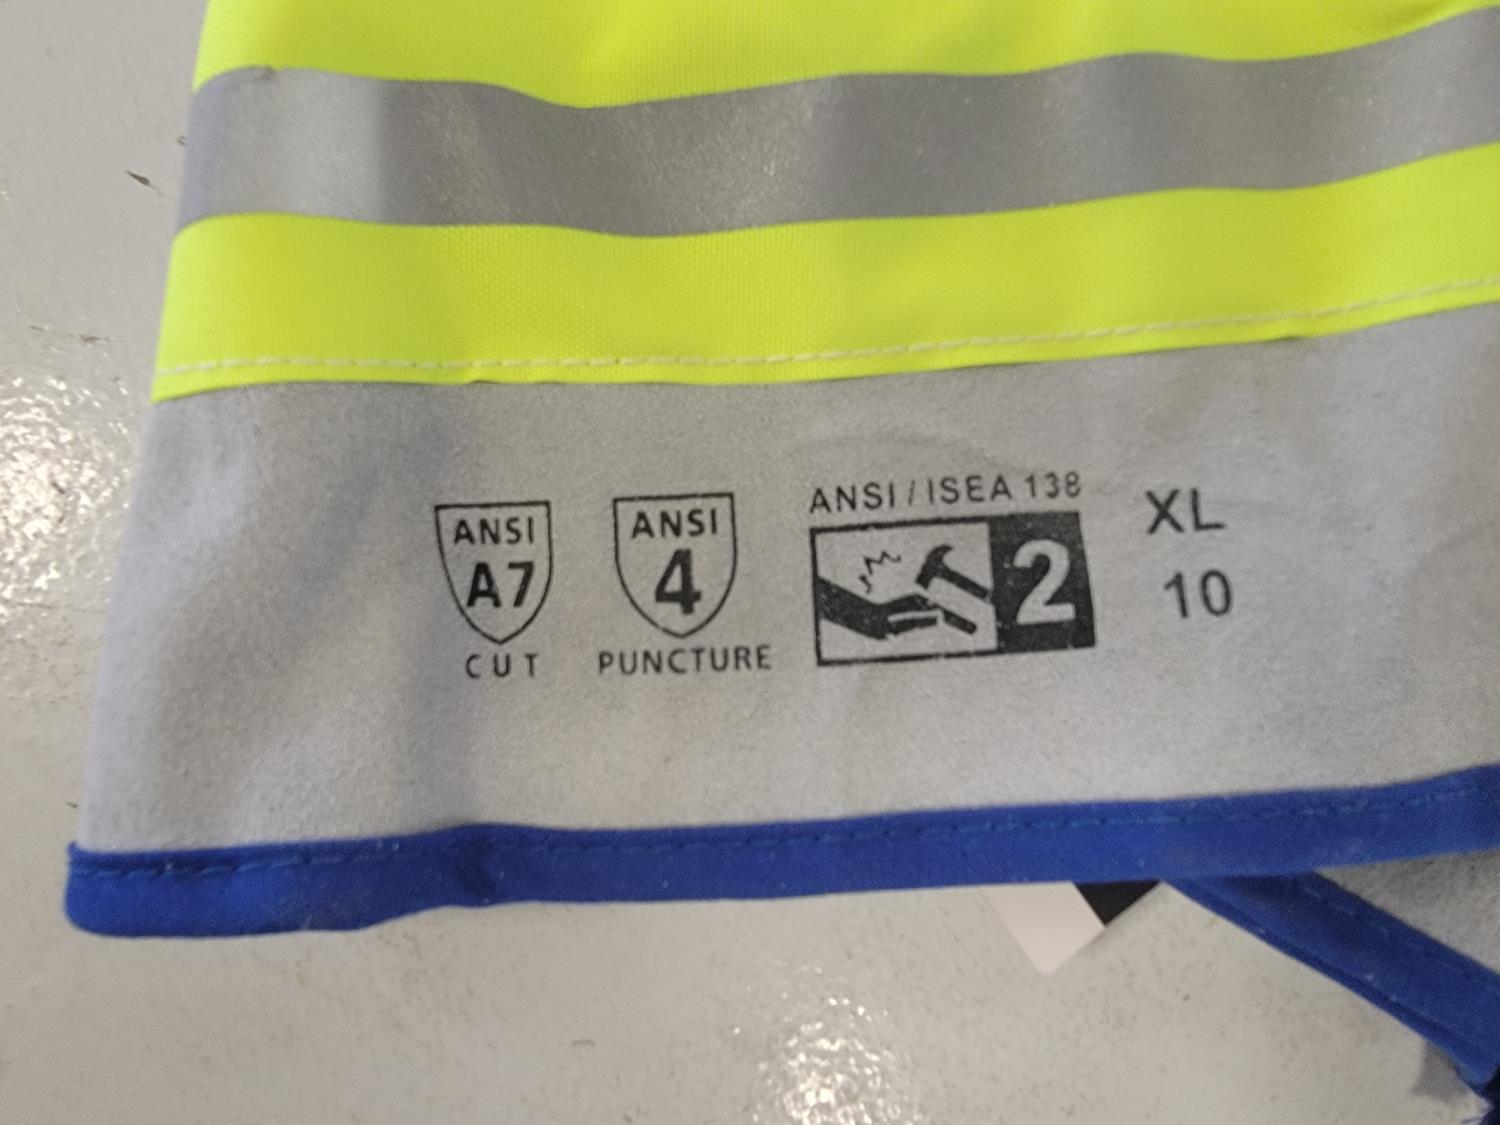 ANSI
A7
CUT
ANSI
4
PUNCTURE
ANSI / ISEA 138
2
XL
10